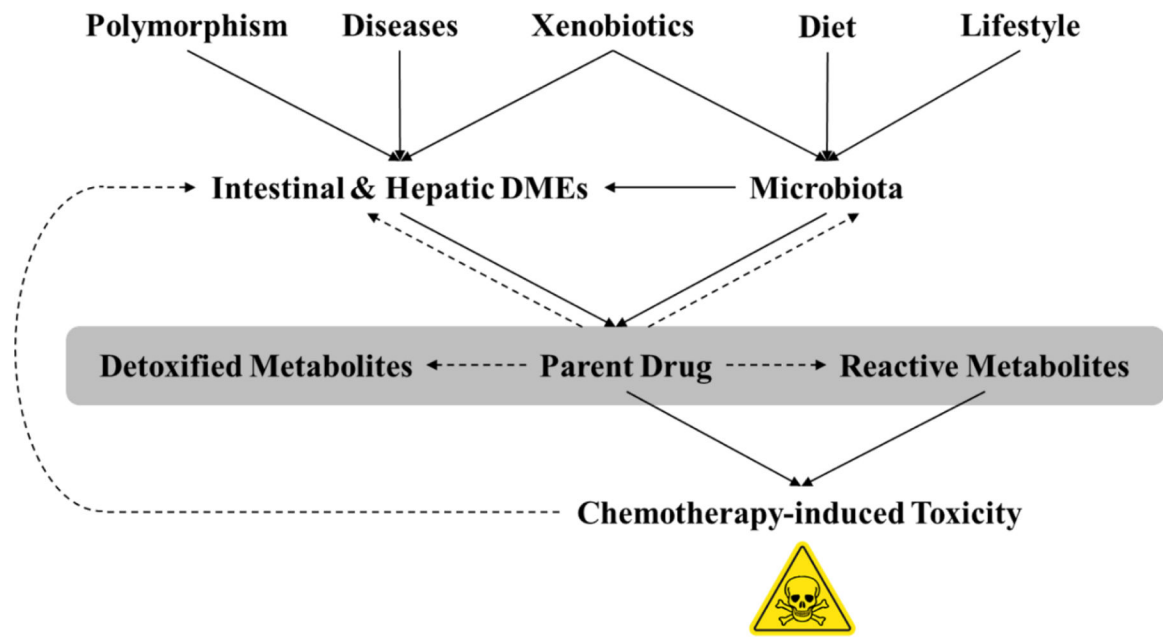 Polymorphism Diseases Xenobiotics Diet Lifestyle
Intestinal & Hepatic DMEs Microbiota
Detoxified Metabolites Parent Drug Reactive Metabolites
Chemotherapy-induced Toxicity